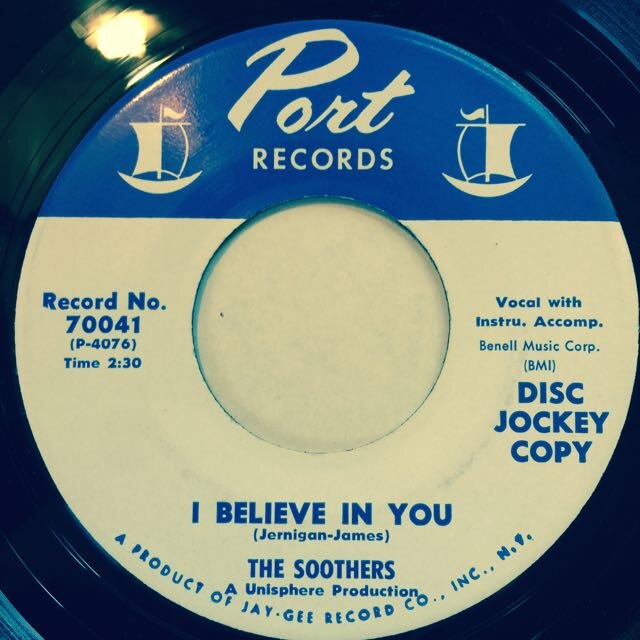 Port
RECORDS
Record No.
70041
(P-4076)
Time 2:30
Vocal with
Instru. Accomp.
Benell Music Corp.
(BMI)
DISC
JOCKEY
COPY
I BELIEVE IN YOU
(Jernigan-James)
THE SOOTHERS
A Unisphere Production
A PRODUCT OF JAY-GEE RECORD CO., INC., N.Y.